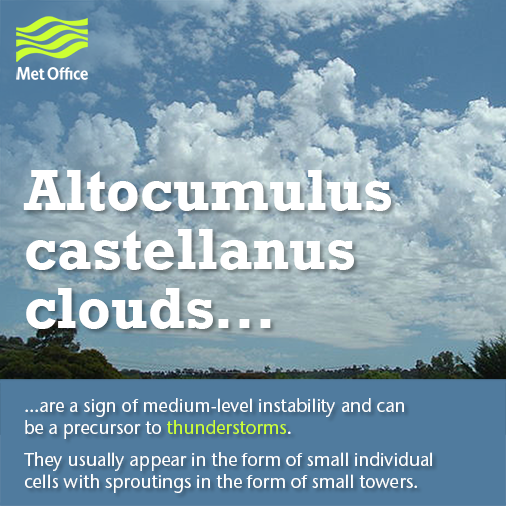 Met Office
Altocumulus
castellanus
clouds...
...are a sign of medium-level instability and can
be a precursor to thunderstorms.
They usually appear in the form of small individual
cells with sproutings in the form of small towers.